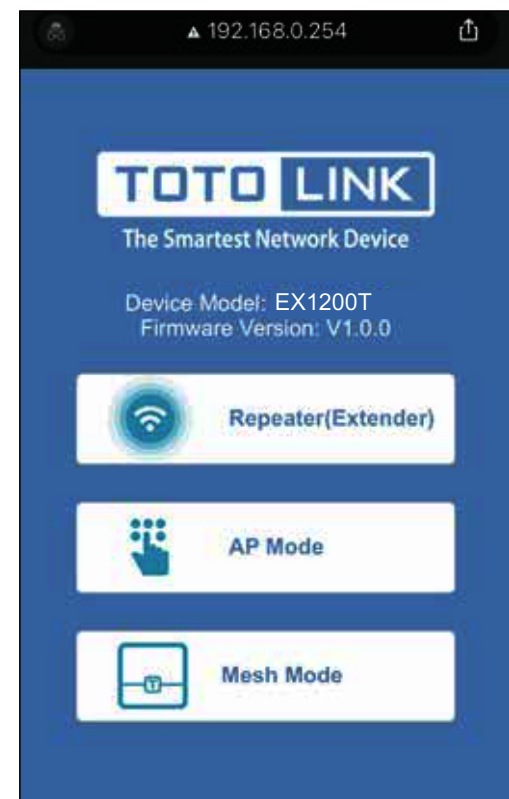 192.168.0.254
TOTO LINK
The Smartest Network Device
Device Model: EX1200T
Firmware Version: V1.0.0
Repeater(Extender)
AP Mode
T
Mesh Mode